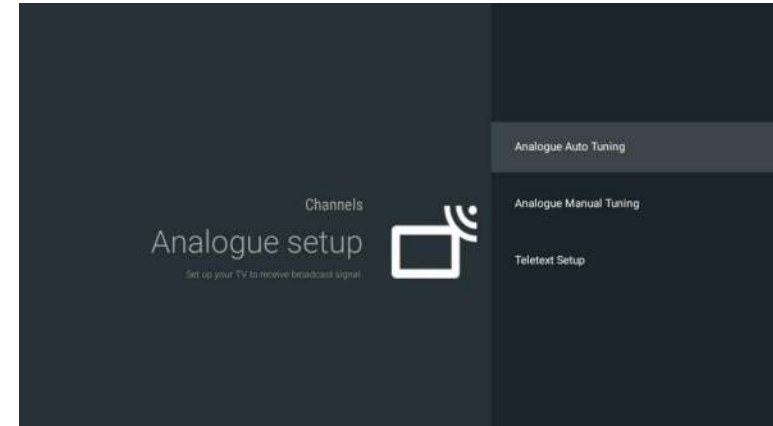 Channels
Analogue setup
Set up your TV to receive broadcast signal.
Analogue Auto Tuning
Analogue Manual Tuning
Teletext Setup